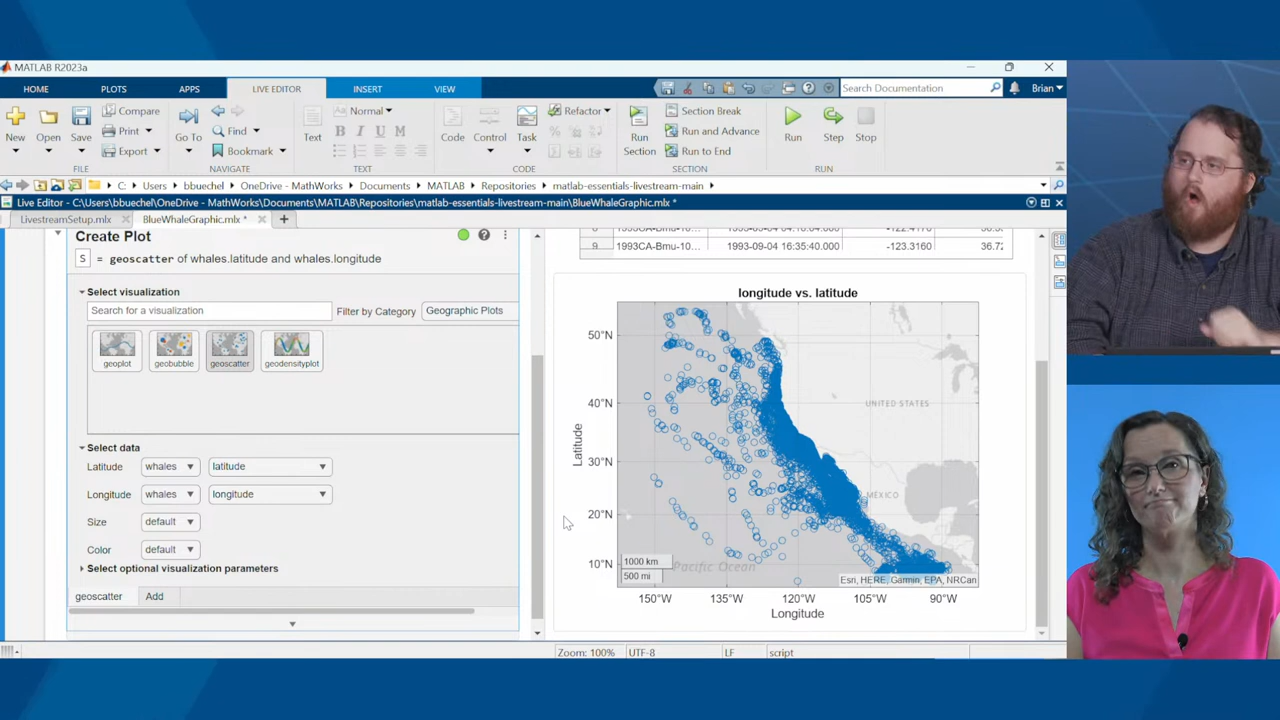 MATLAB R2023a
HOME PLOTS APPS LIVE EDITOR INSERT VIEW
Search Documentation
Brian
New Open Save
Compare
Print
Export
FILE
Go To
Find
Bookmark
NAVIGATE
Text
Normal
B I U M
TEXT
Code Control Task
Refactor
CODE
Run Section
Section Break
Run and Advance
Run to End
SECTION
Run Step Stop
RUN
C: Users bbuechel OneDrive - MathWorks Documents MATLAB Repositories matlab-essentials-livestream-main
Live Editor - C:\Users\bbuechel\OneDrive - MathWorks\Documents\MATLAB\Repositories\matlab-essentials-livestream-main\BlueWhaleGraphic.mlx *
LivestreamSetup.mlx BlueWhaleGraphic.mlx *
Create Plot
S = geoscatter of whales.latitude and whales.longitude
Select visualization
Search for a visualization Filter by Category Geographic Plots
geoplot geobubble geoscatter geodensityplot
Select data
Latitude whales latitude
Longitude whales longitude
Size default
Color default
Select optional visualization parameters
geoscatter Add
9 1993CA-Bmu-10... 1993-09-04 16:35:40.000 -123.3160 36.72
longitude vs. latitude
50°N
40°N
30°N
20°N
10°N
Latitude
UNITED STATES
MEXICO
Pacific Ocean
1000 km
500 mi
Esri, HERE, Garmin, EPA, NRCan
150°W 135°W 120°W 105°W 90°W
Longitude
Zoom: 100% UTF-8 LF script